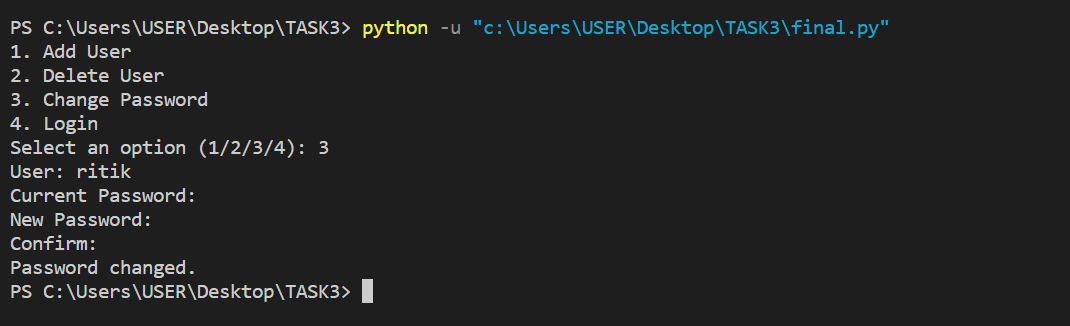 PS C:\Users\USER\Desktop\TASK3> python -u "c:\Users\USER\Desktop\TASK3\final.py"
1. Add User
2. Delete User
3. Change Password
4. Login
Select an option (1/2/3/4): 3
User: ritik
Current Password:
New Password:
Confirm:
Password changed.
PS C:\Users\USER\Desktop\TASK3>